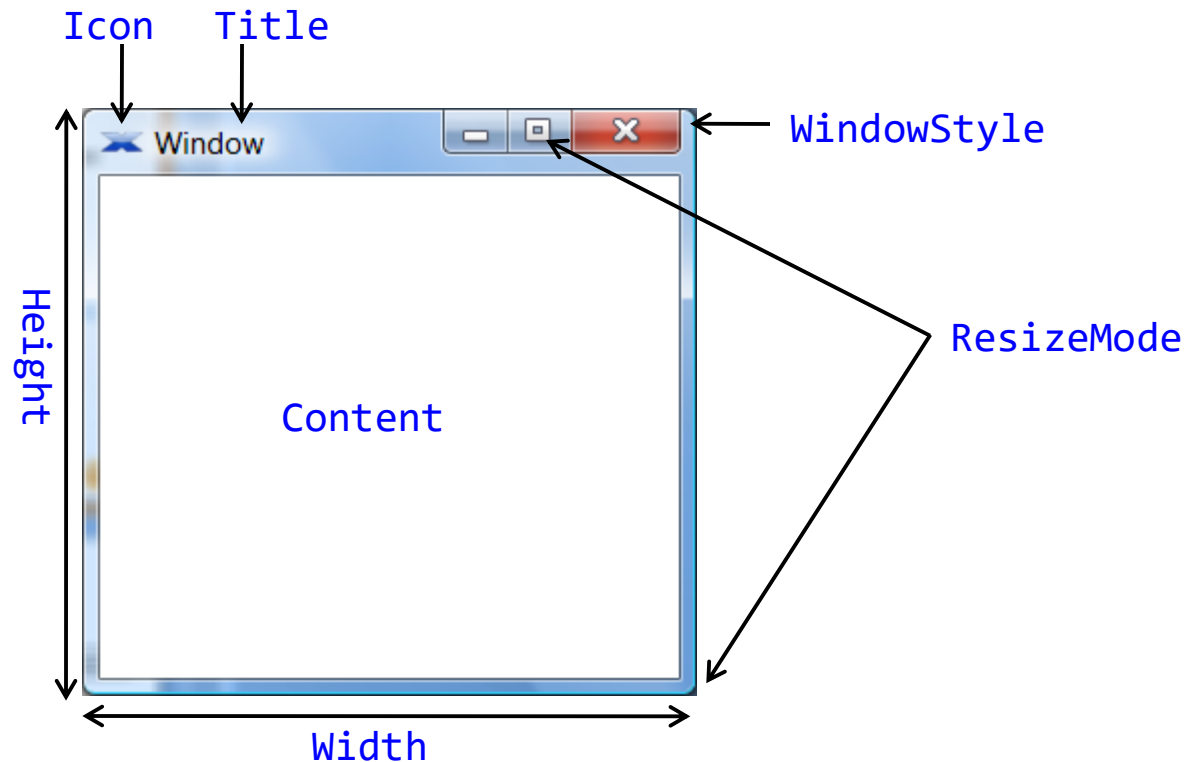 Icon
Title
Window
WindowStyle
Height
ResizeMode
Content
Width